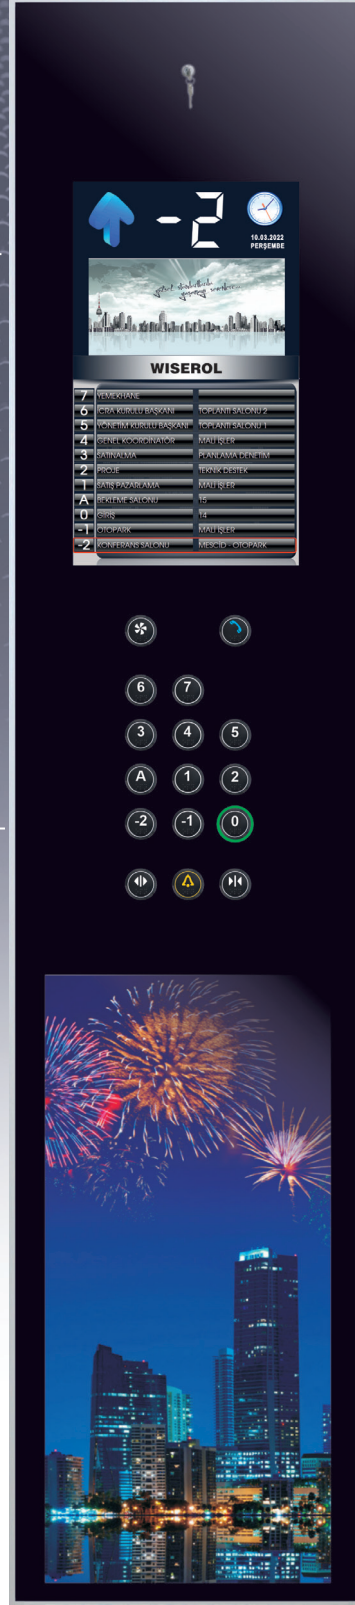 -2
10.03.2022
PERŞEMBE
WISEROL
7 YEMEKHANE
6 İCRA KURULU BAŞKANI TOPLANTI SALONU 2
5 YÖNETİM KURULU BAŞKANI TOPLANTI SALONU 1
4 GENEL KOORDİNATÖR MALİ İŞLER
3 SATINALMA PLANLAMA DENETİM
2 PROJE TEKNİK DESTEK
1 SATIŞ PAZARLAMA MALİ İŞLER
A BEKLEME SALONU 15
0 GİRİŞ 14
-1 OTOPARK MALİ İŞLER
-2 KONFERANS SALONU MESCİD - OTOPARK
6 7
3 4 5
A 1 2
-2 -1 0